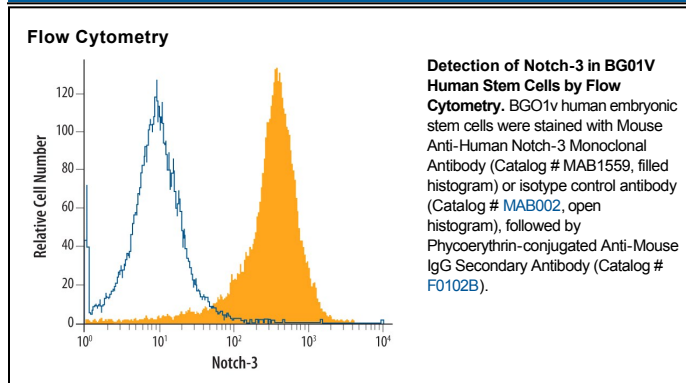 Flow Cytometry
Relative Cell Number
120
100
80
60
40
20
0
10⁰
10¹
10²
10³
10⁴
Notch-3
Detection of Notch-3 in BG01V
Human Stem Cells by Flow
Cytometry. BGO1v human embryonic
stem cells were stained with Mouse
Anti-Human Notch-3 Monoclonal
Antibody (Catalog # MAB1559, filled
histogram) or isotype control antibody
(Catalog # MAB002, open
histogram), followed by
Phycoerythrin-conjugated Anti-Mouse
IgG Secondary Antibody (Catalog #
F0102B).